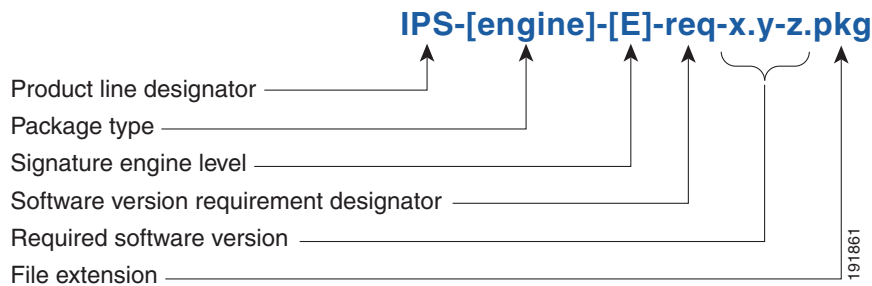 IPS-[engine]-[E]-req-x.y-z.pkg
Product line designator
Package type
Signature engine level
Software version requirement designator
Required software version
File extension
191861